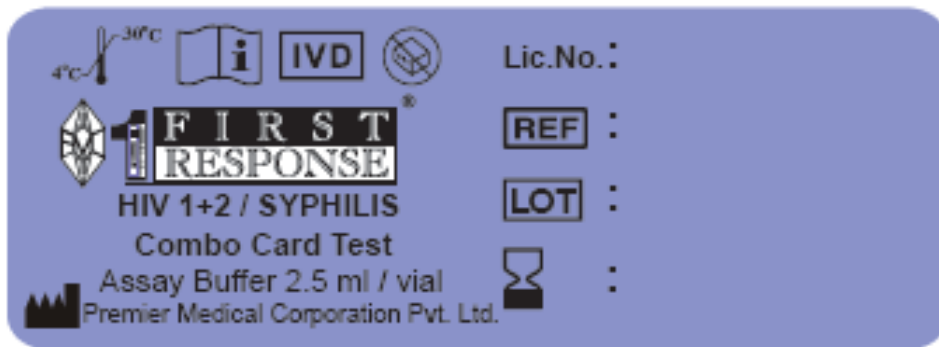 30°C
4°C
i
IVD
1 FIRST RESPONSE®
HIV 1+2 / SYPHILIS
Combo Card Test
Assay Buffer 2.5 ml / vial
Premier Medical Corporation Pvt. Ltd.
Lic.No. :
REF :
LOT :
: